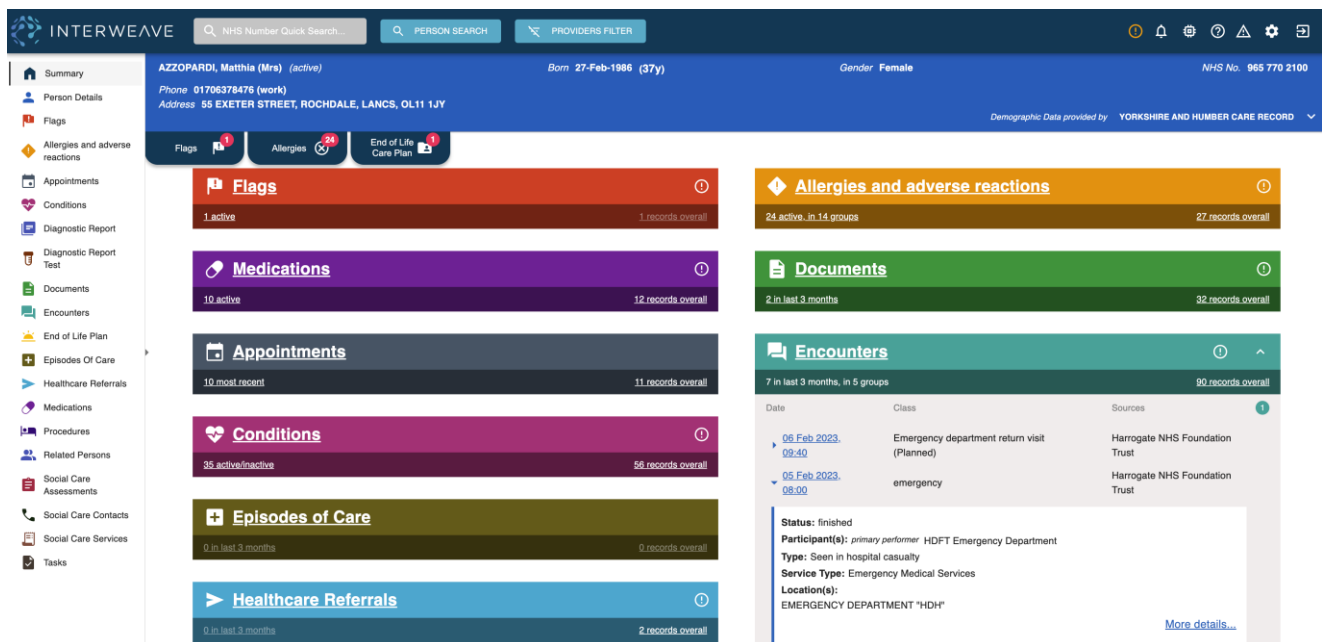 INTERWEAVE
NHS Number Quick Search...
PERSON SEARCH
PROVIDERS FILTER
AZZOPARDI, Matthia (Mrs) (active)
Born 27-Feb-1986 (37y)
Gender Female
NHS No. 965 770 2100
Phone 01706378476 (work)
Address 55 EXETER STREET, ROCHDALE, LANCS, OL11 1JY
Demographic Data provided by YORKSHIRE AND HUMBER CARE RECORD
Summary
Person Details
Flags
Allergies and adverse
reactions
Appointments
Conditions
Diagnostic Report
Diagnostic Report
Test
Documents
Encounters
End of Life Plan
Episodes Of Care
Healthcare Referrals
Medications
Procedures
Related Persons
Social Care
Assessments
Social Care Contacts
Social Care Services
Tasks
Flags 1
Allergies 24
End of Life
Care Plan 1
Flags
1 active
1 records overall
Medications
10 active
12 records overall
Appointments
10 most recent
11 records overall
Conditions
35 active/inactive
56 records overall
Episodes of Care
0 in last 3 months
0 records overall
Healthcare Referrals
0 in last 3 months
2 records overall
Allergies and adverse reactions
24 active, in 14 groups
27 records overall
Documents
2 in last 3 months
32 records overall
Encounters
7 in last 3 months, in 5 groups
90 records overall
Date Class Sources 1
06 Feb 2023, Emergency department return visit Harrogate NHS Foundation
09:40 (Planned) Trust
05 Feb 2023, emergency Harrogate NHS Foundation
08:00 Trust
Status: finished
Participant(s): primary performer HDFT Emergency Department
Type: Seen in hospital casualty
Service Type: Emergency Medical Services
Location(s):
EMERGENCY DEPARTMENT "HDH"
More details...